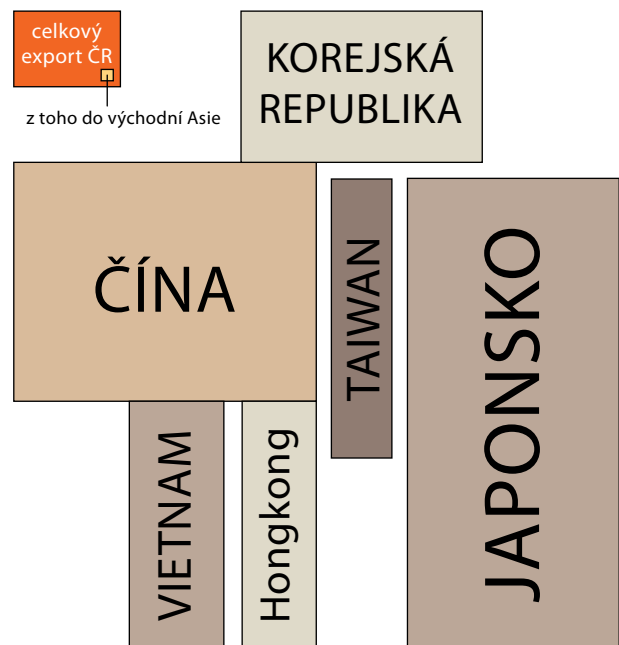 celkový
export ČR
z toho do východní Asie
KOREJSKÁ
REPUBLIKA
ČÍNA
TAIWAN
JAPONSKO
VIETNAM
Hongkong